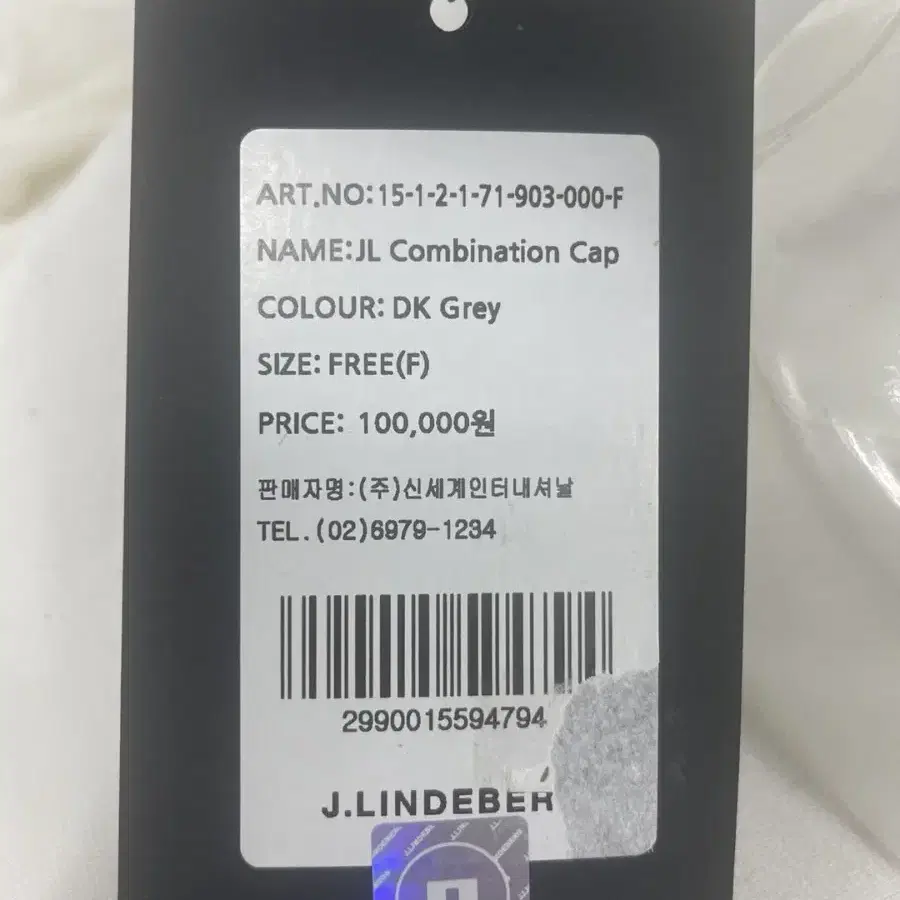 ART.NO:15-1-2-1-71-903-000-F
NAME:JL Combination Cap
COLOUR: DK Grey
SIZE: FREE(F)
PRICE: 100,000원
판매자명:(주)신세계인터내셔날
TEL.(02)6979-1234
2990015594794
J.LINDEBER